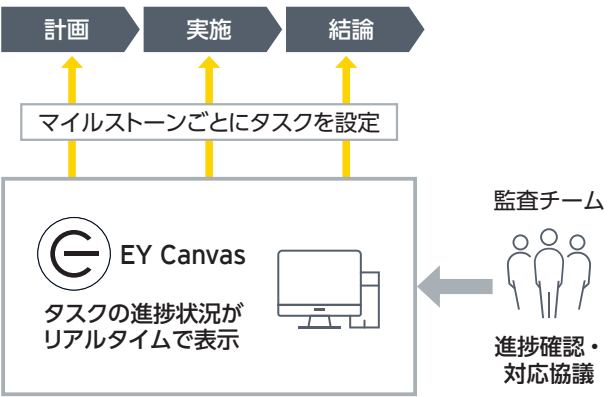 計画
実施
結論
マイルストーンごとにタスクを設定
EY Canvas
タスクの進捗状況が
リアルタイムで表示
監査チーム
進捗確認・
対応協議